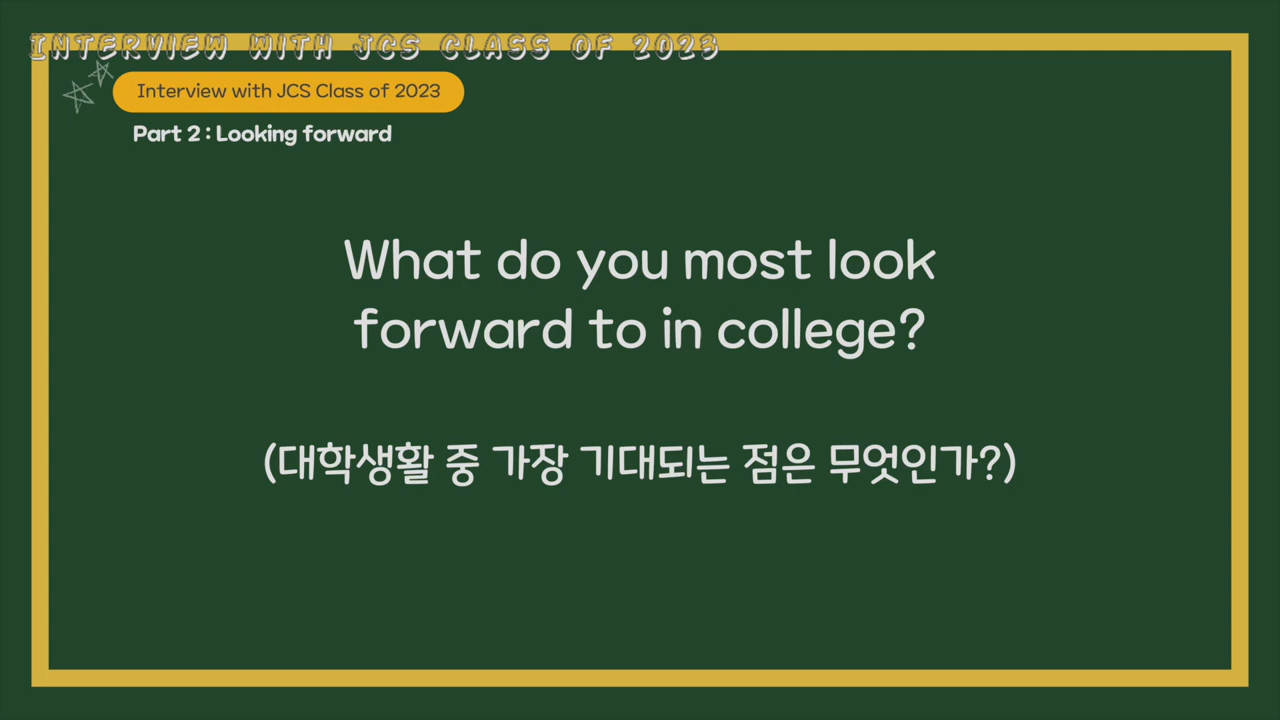 INTERVIEW WITH JCS CLASS OF 2023
Interview with JCS Class of 2023
Part 2 : Looking forward
What do you most look
forward to in college?
(대학생활 중 가장 기대되는 점은 무엇인가?)